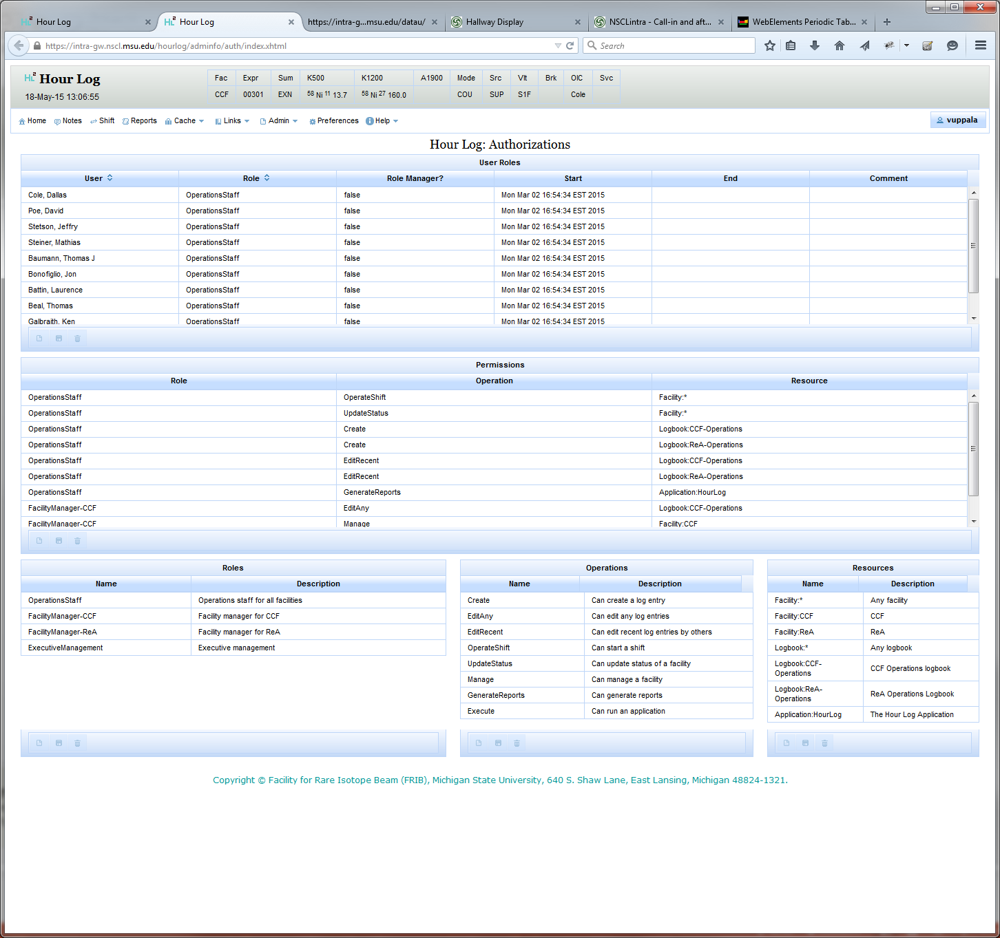 Hour Log
Hour Log
https://intra-g...msu.edu/datau/
Hallway Display
NSCLintra - Call-in and aft...
WebElements Periodic Tab...
https://intra-gw.nscl.msu.edu/hourlog/adminfo/auth/index.xhtml
Search
HL2 Hour Log
18-May-15 13:06:55
Fac Expr Sum K500 K1200 A1900 Mode Src Vlt Brk OIC Svc
CCF 00301 EXN 58 Ni 11 13.7 58 Ni 27 160.0 COU SUP S1F Cole
Home Notes Shift Reports Cache Links Admin Preferences Help vuppala
Hour Log: Authorizations
User Roles
User Role Role Manager? Start End Comment
Cole, Dallas OperationsStaff false Mon Mar 02 16:54:34 EST 2015
Poe, David OperationsStaff false Mon Mar 02 16:54:34 EST 2015
Stetson, Jeffry OperationsStaff false Mon Mar 02 16:54:34 EST 2015
Steiner, Mathias OperationsStaff false Mon Mar 02 16:54:34 EST 2015
Baumann, Thomas J OperationsStaff false Mon Mar 02 16:54:34 EST 2015
Bonofiglio, Jon OperationsStaff false Mon Mar 02 16:54:34 EST 2015
Battin, Laurence OperationsStaff false Mon Mar 02 16:54:34 EST 2015
Beal, Thomas OperationsStaff false Mon Mar 02 16:54:34 EST 2015
Galbraith, Ken OperationsStaff false Mon Mar 02 16:54:34 EST 2015
Permissions
Role Operation Resource
OperationsStaff OperateShift Facility:*
OperationsStaff UpdateStatus Facility:*
OperationsStaff Create Logbook:CCF-Operations
OperationsStaff Create Logbook:ReA-Operations
OperationsStaff EditRecent Logbook:CCF-Operations
OperationsStaff EditRecent Logbook:ReA-Operations
OperationsStaff GenerateReports Application:HourLog
FacilityManager-CCF EditAny Logbook:CCF-Operations
FacilityManager-CCF Manage Facility:CCF
Roles
Name Description
OperationsStaff Operations staff for all facilities
FacilityManager-CCF Facility manager for CCF
FacilityManager-ReA Facility manager for ReA
ExecutiveManagement Executive management
Operations
Name Description
Create Can create a log entry
EditAny Can edit any log entries
EditRecent Can edit recent log entries by others
OperateShift Can start a shift
UpdateStatus Can update status of a facility
Manage Can manage a facility
GenerateReports Can generate reports
Execute Can run an application
Resources
Name Description
Facility:* Any facility
Facility:CCF CCF
Facility:ReA ReA
Logbook:* Any logbook
Logbook:CCF-
Operations CCF Operations logbook
Logbook:ReA-
Operations ReA Operations Logbook
Application:HourLog The Hour Log Application
Copyright © Facility for Rare Isotope Beam (FRIB), Michigan State University, 640 S. Shaw Lane, East Lansing, Michigan 48824-1321.